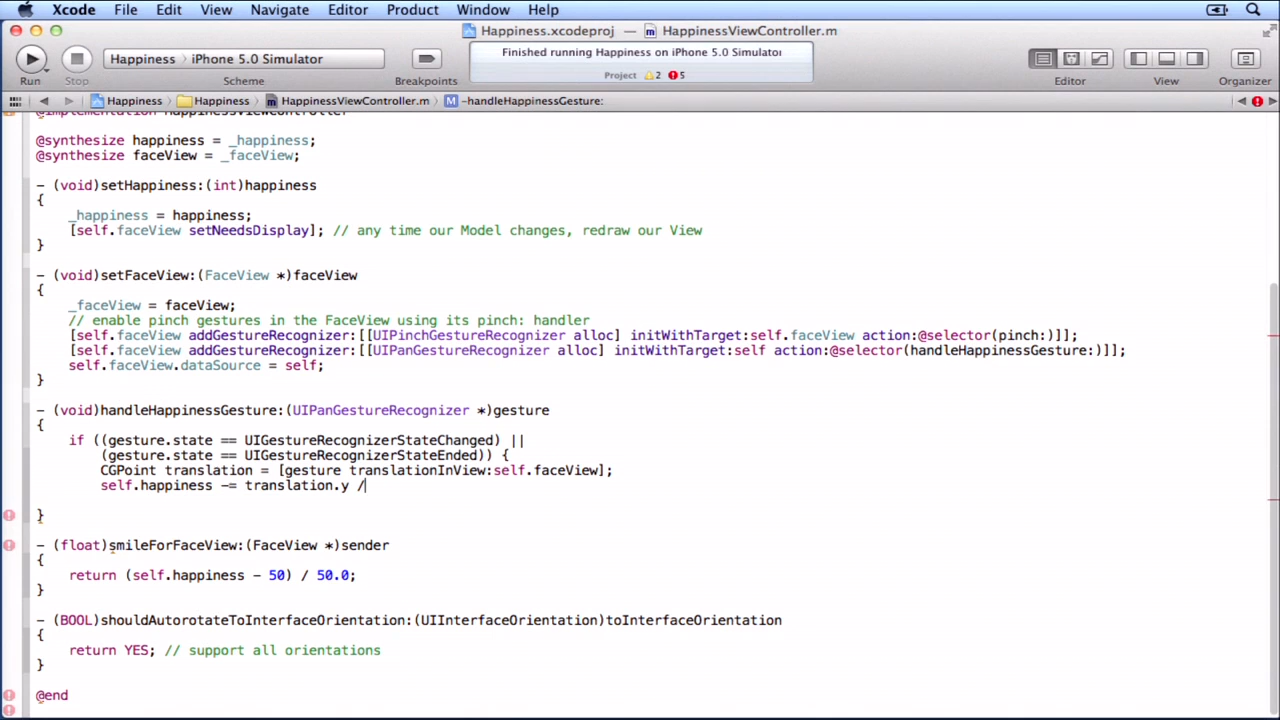 Xcode File Edit View Navigate Editor Product Window Help
Happiness.xcodeproj — HappinessViewController.m
Happiness › iPhone 5.0 Simulator
Finished running Happiness on iPhone 5.0 Simulator
Project 2 5
Run Stop Scheme Breakpoints Editor View Organizer
Happiness Happiness HappinessViewController.m M -handleHappinessGesture:
@implementation HappinessViewController
@synthesize happiness = _happiness;
@synthesize faceView = _faceView;
- (void)setHappiness:(int)happiness
{
_happiness = happiness;
[self.faceView setNeedsDisplay]; // any time our Model changes, redraw our View
}
- (void)setFaceView:(FaceView *)faceView
{
_faceView = faceView;
// enable pinch gestures in the FaceView using its pinch: handler
[self.faceView addGestureRecognizer:[[UIPinchGestureRecognizer alloc] initWithTarget:self.faceView action:@selector(pinch:)]];
[self.faceView addGestureRecognizer:[[UIPanGestureRecognizer alloc] initWithTarget:self action:@selector(handleHappinessGesture:)]];
self.faceView.dataSource = self;
}
- (void)handleHappinessGesture:(UIPanGestureRecognizer *)gesture
{
if ((gesture.state == UIGestureRecognizerStateChanged) ||
(gesture.state == UIGestureRecognizerStateEnded)) {
CGPoint translation = [gesture translationInView:self.faceView];
self.happiness -= translation.y /
}
- (float)smileForFaceView:(FaceView *)sender
{
return (self.happiness - 50) / 50.0;
}
- (BOOL)shouldAutorotateToInterfaceOrientation:(UIInterfaceOrientation)toInterfaceOrientation
{
return YES; // support all orientations
}
@end